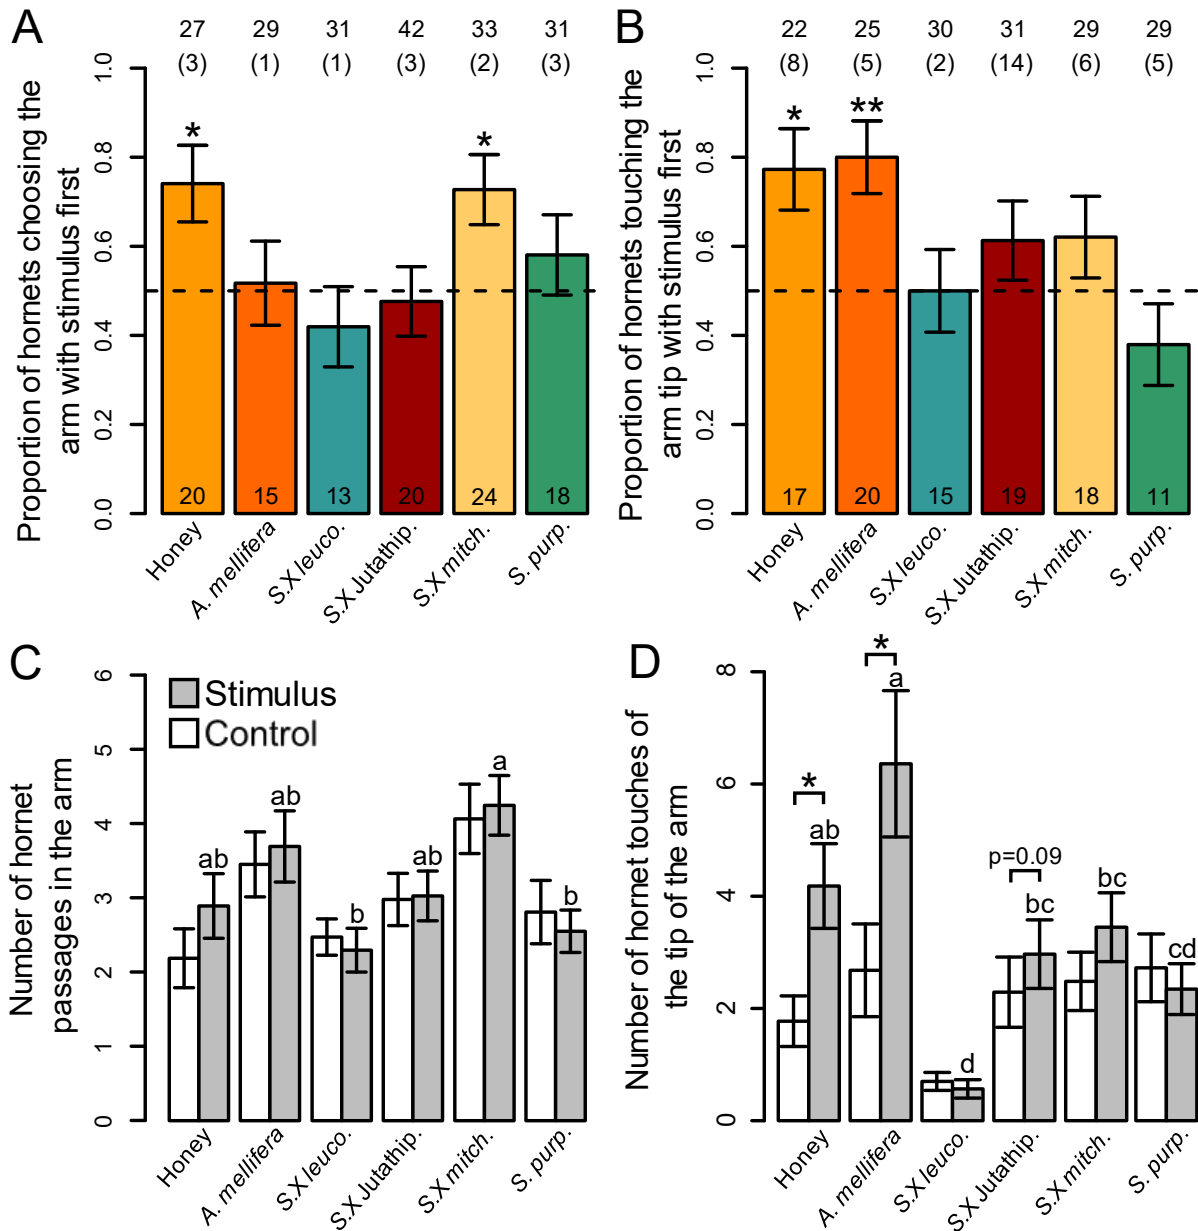 A
27 29 31 42 33 31
(3) (1) (1) (3) (2) (3)
Proportion of hornets choosing the
arm with stimulus first
1.0
0.8
0.6
0.4
0.2
0.0
* *
20 15 13 20 24 18
Honey
A. mellifera
S.X leuco.
S.X Jutathip.
S.X mitch.
S. purp.
B
22 25 30 31 29 29
(8) (5) (2) (14) (6) (5)
Proportion of hornets touching the
arm tip with stimulus first
1.0
0.8
0.6
0.4
0.2
0.0
* **
17 20 15 19 18 11
Honey
A. mellifera
S.X leuco.
S.X Jutathip.
S.X mitch.
S. purp.
C
Number of hornet
passages in the arm
6
5
4
3
2
1
0
Stimulus
Control
ab ab b ab a b
Honey
A. mellifera
S.X leuco.
S.X Jutathip.
S.X mitch.
S. purp.
D
Number of hornet touches of
the tip of the arm
8
6
4
2
0
* *
p=0.09
ab a d bc bc cd
Honey
A. mellifera
S.X leuco.
S.X Jutathip.
S.X mitch.
S. purp.